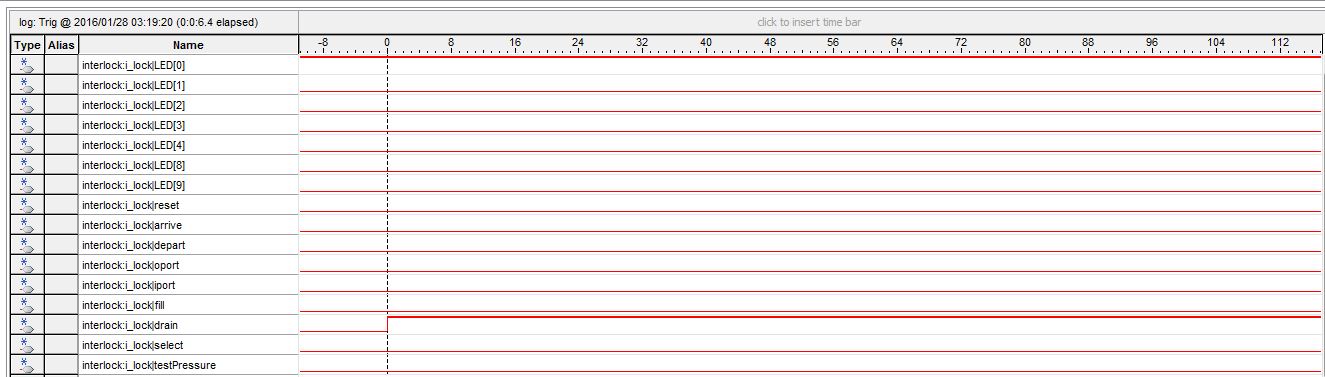 log: Trig @ 2016/01/28 03:19:20 (0:0:6.4 elapsed) click to insert time bar
Type Alias Name -8 0 8 16 24 32 40 48 56 64 72 80 88 96 104 112
interlock:i_lock|LED[0]
interlock:i_lock|LED[1]
interlock:i_lock|LED[2]
interlock:i_lock|LED[3]
interlock:i_lock|LED[4]
interlock:i_lock|LED[8]
interlock:i_lock|LED[9]
interlock:i_lock|reset
interlock:i_lock|arrive
interlock:i_lock|depart
interlock:i_lock|oport
interlock:i_lock|iport
interlock:i_lock|fill
interlock:i_lock|drain
interlock:i_lock|select
interlock:i_lock|testPressure